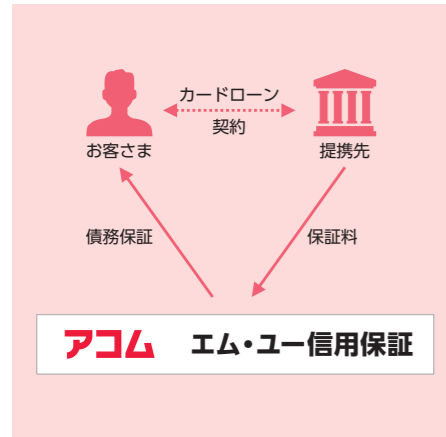 カードローン
契約
お客さま
提携先
債務保証
保証料
アコム エム・ユー信用保証